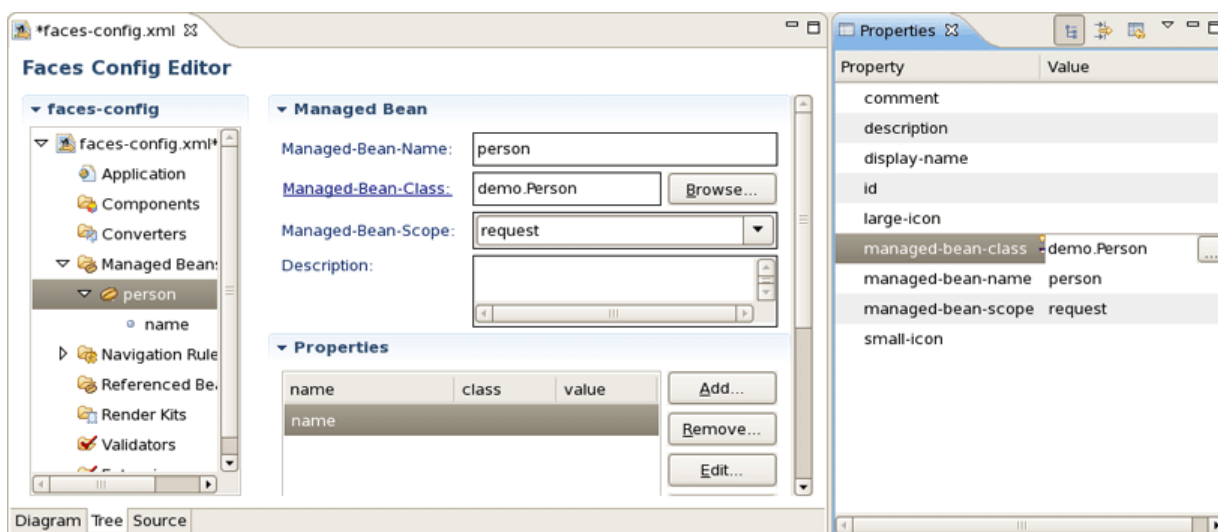 *faces-config.xml
Faces Config Editor
faces-config
faces-config.xml*
Application
Components
Converters
Managed Beans
person
name
Navigation Rule
Referenced Be
Render Kits
Validators
Managed Bean
Managed-Bean-Name: person
Managed-Bean-Class: demo.Person Browse...
Managed-Bean-Scope: request
Description:
Properties
name class value
name
Add...
Remove...
Edit...
Diagram Tree Source
Properties
Property Value
comment
description
display-name
id
large-icon
managed-bean-class demo.Person ...
managed-bean-name person
managed-bean-scope request
small-icon